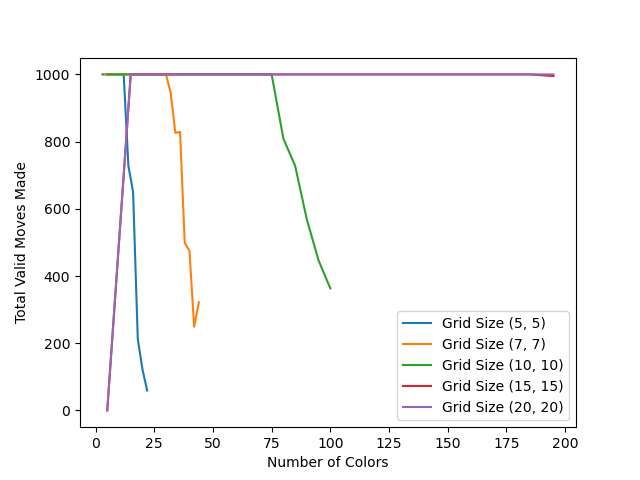 1000
800
600
400
200
0
Total Valid Moves Made
0
25
50
75
100
125
150
175
200
Number of Colors
Grid Size (5, 5)
Grid Size (7, 7)
Grid Size (10, 10)
Grid Size (15, 15)
Grid Size (20, 20)